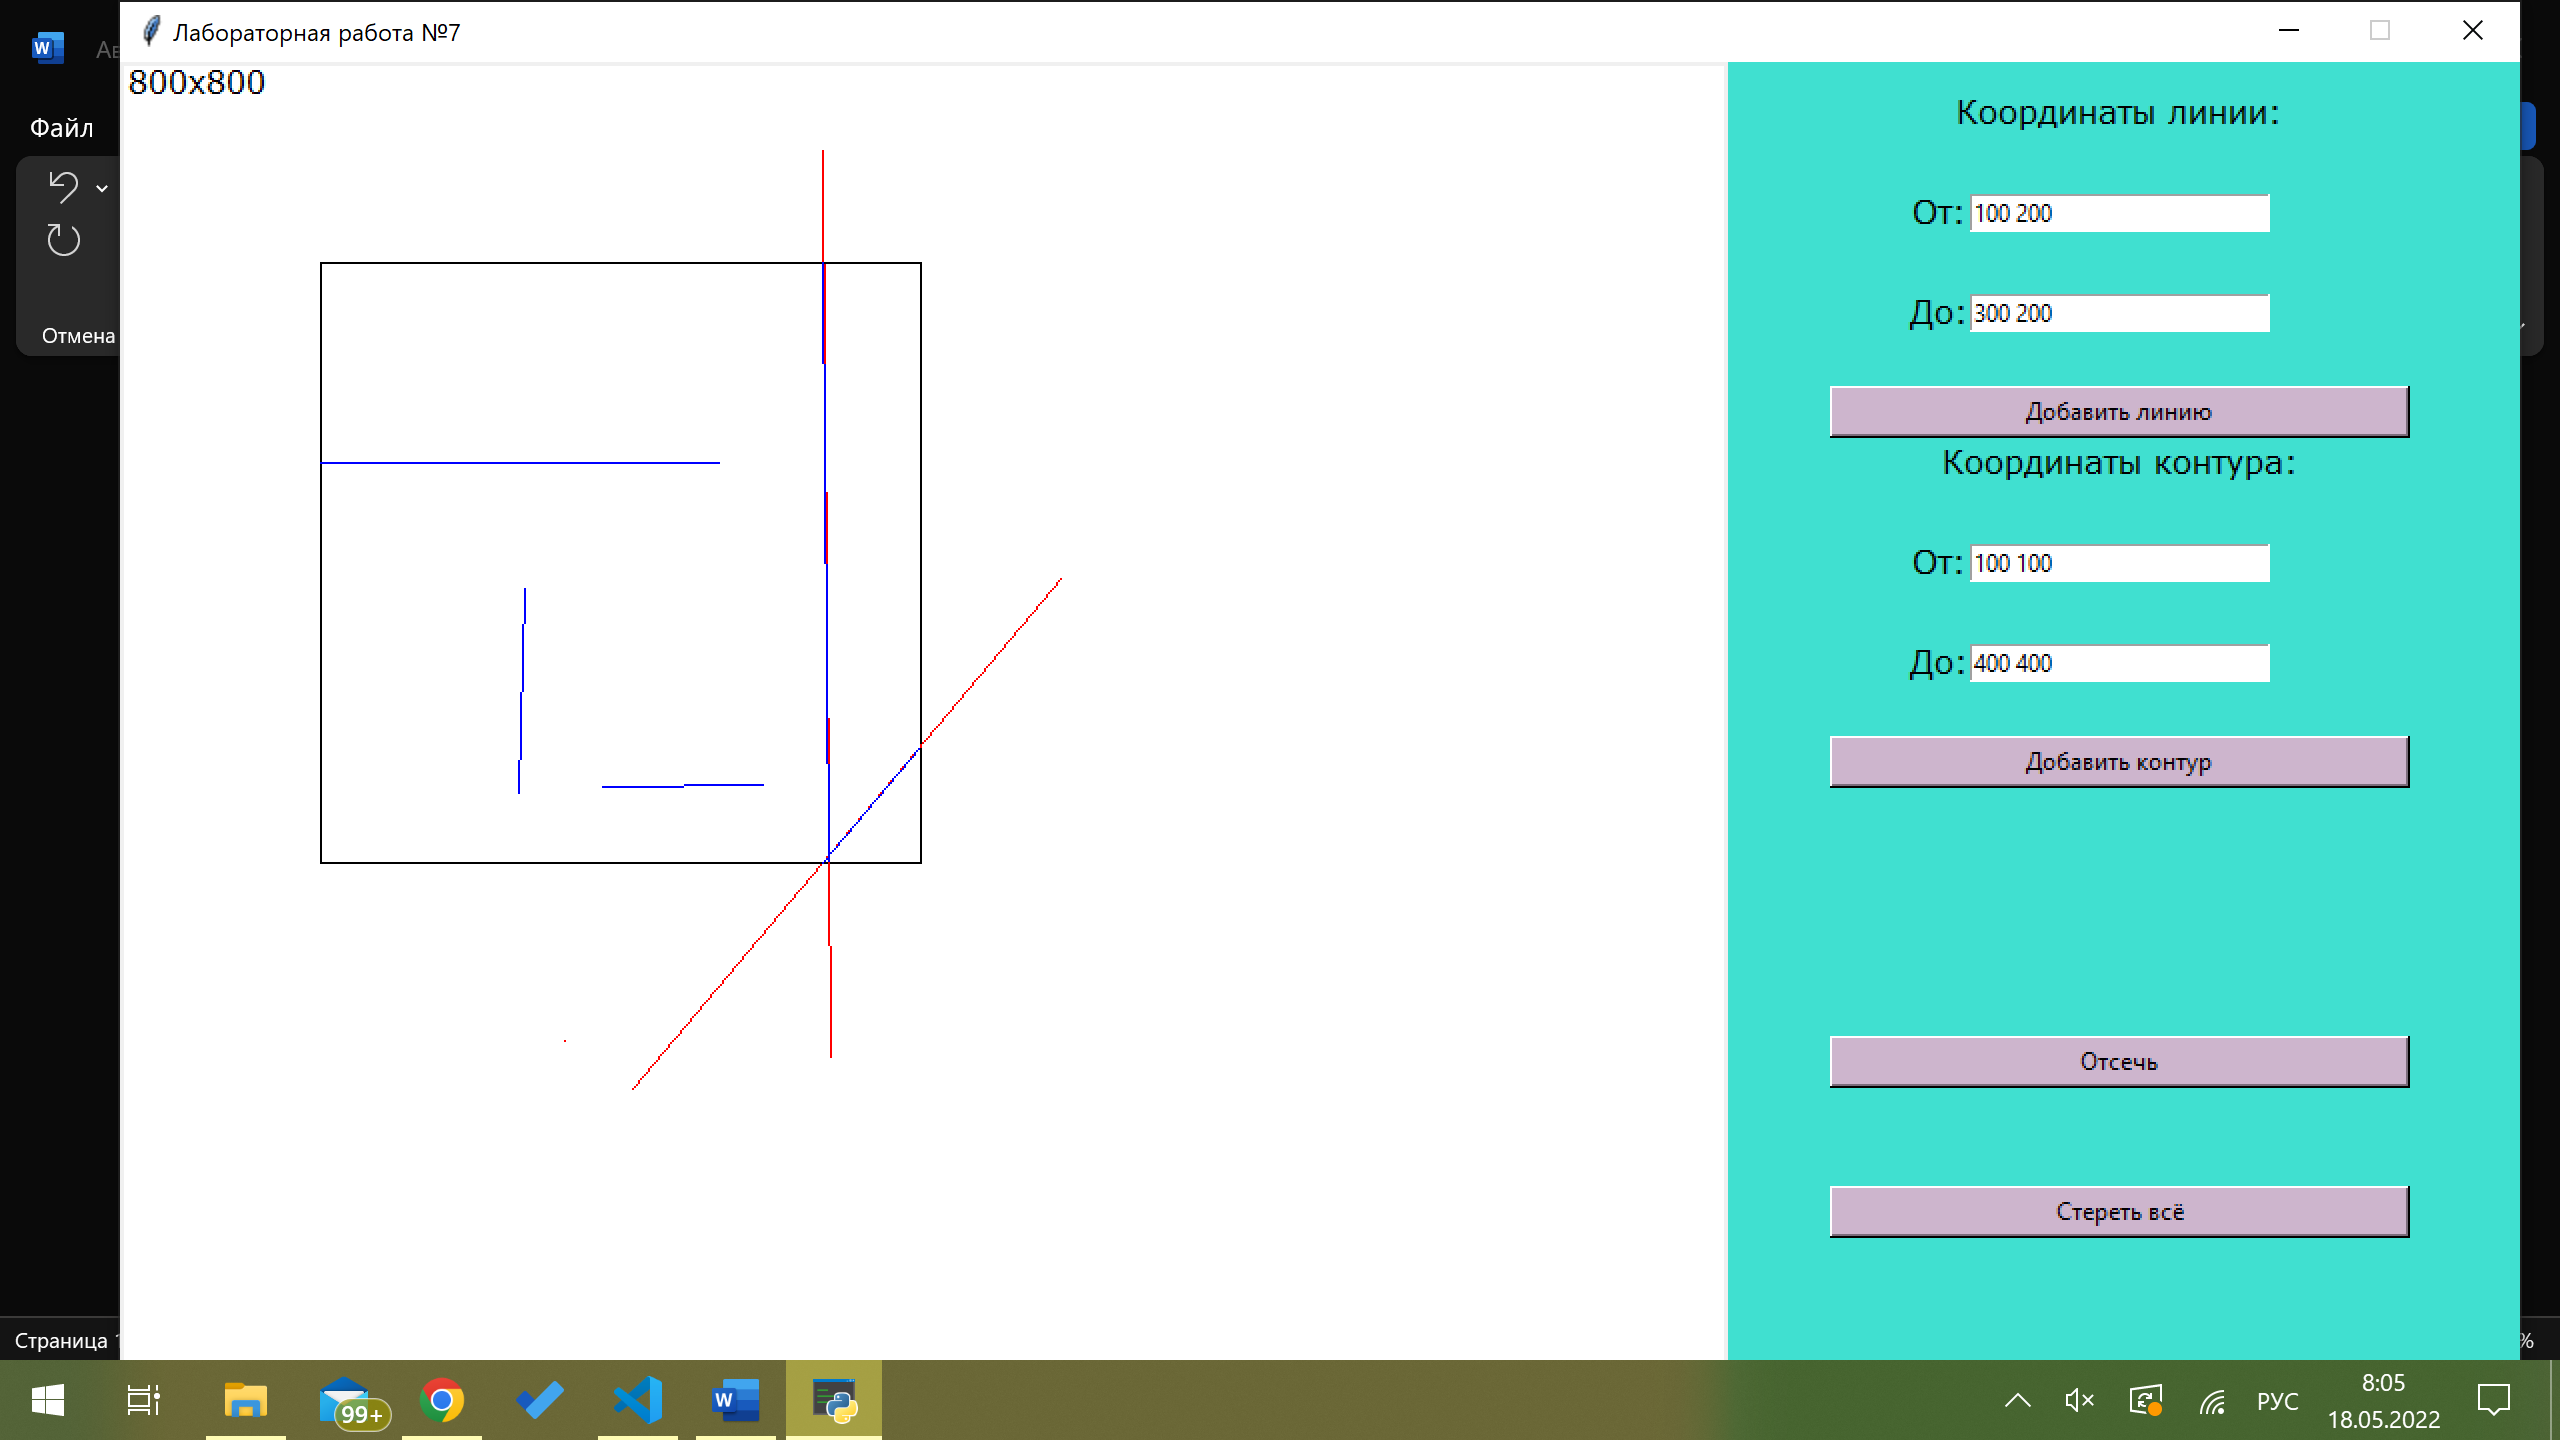 Лабораторная работа №7
800x800
Файл
Отмена
Координаты линии:
От: 100 200
До: 300 200
Добавить линию
Координаты контура:
От: 100 100
До: 400 400
Добавить контур
Отсечь
Стереть всё
Страница
%
99+
РУС
8:05
18.05.2022